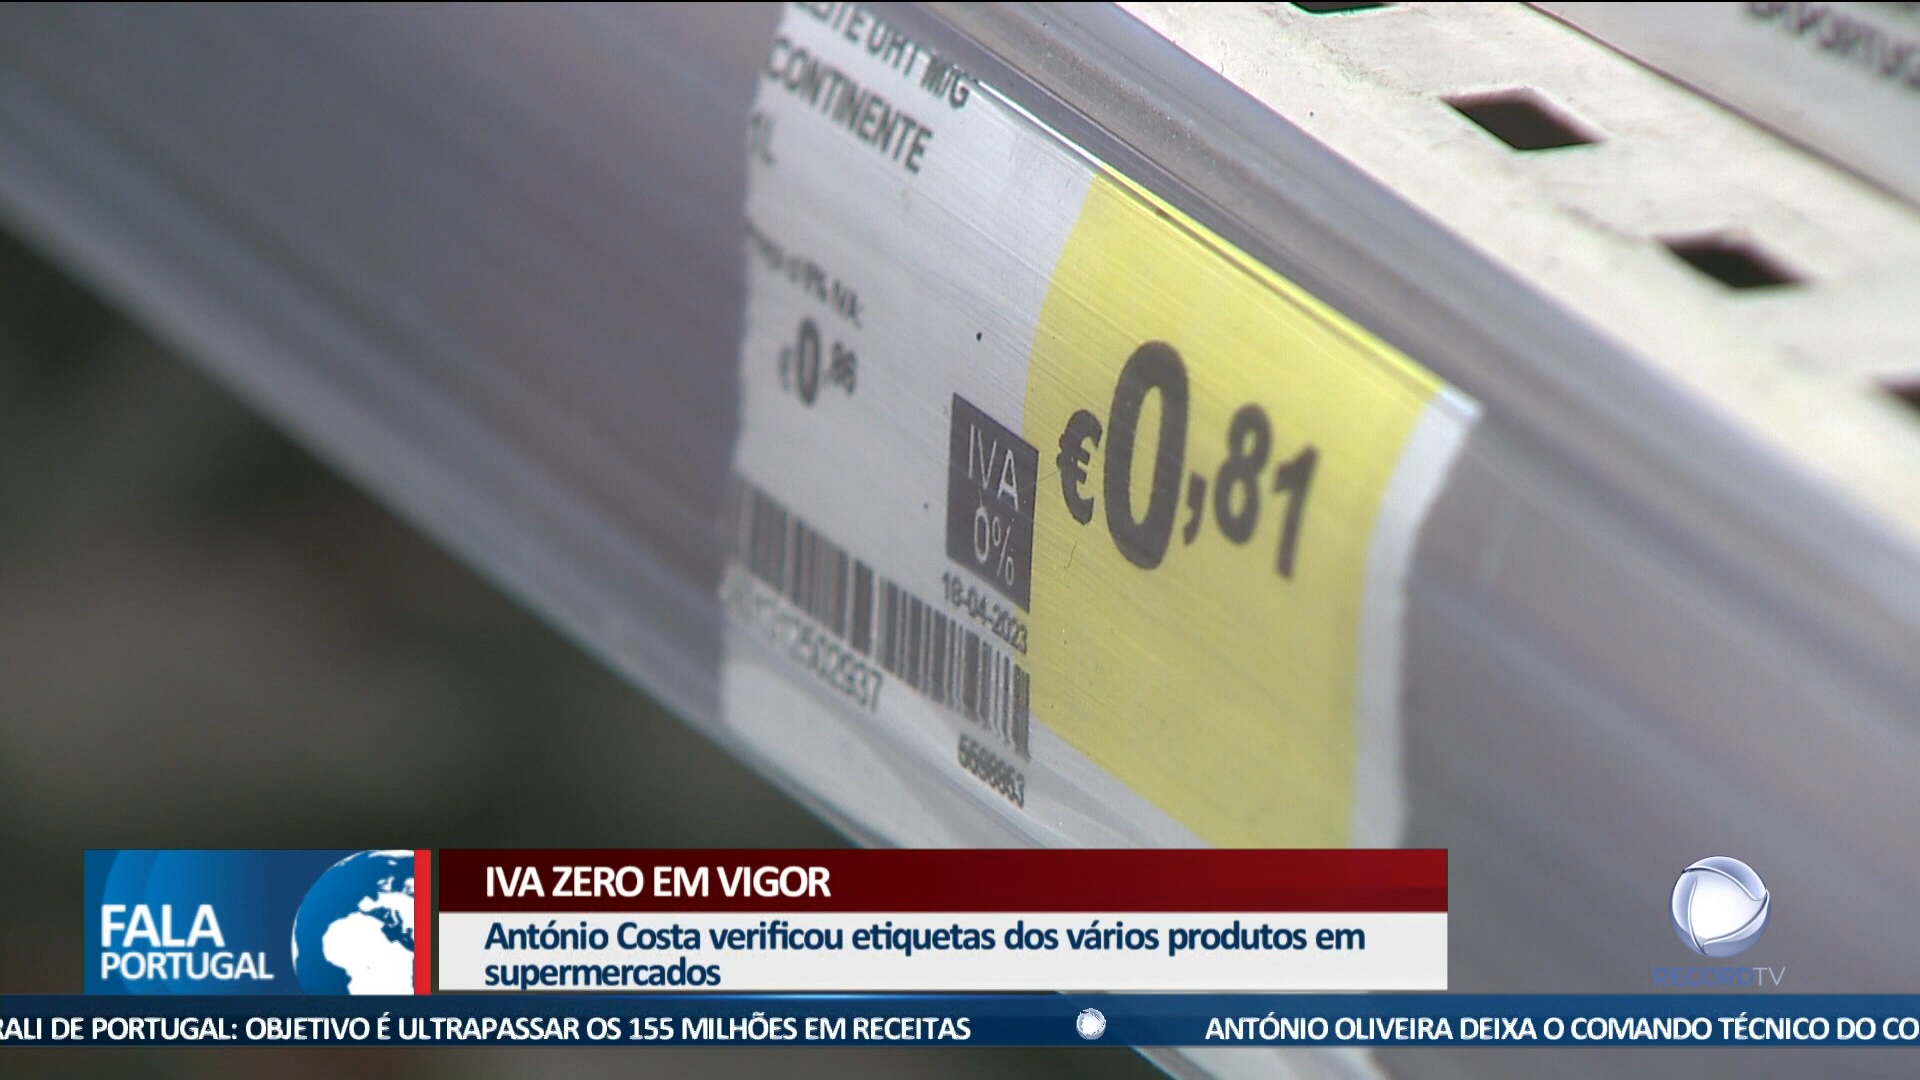 M/G
CONTINENTE
1L
€0,86
IVA
0%
€0,81
18-04-2023
5696653
IVA ZERO EM VIGOR
António Costa verificou etiquetas dos vários produtos em
supermercados
FALA
PORTUGAL
RECORD TV
RALI DE PORTUGAL: OBJETIVO É ULTRAPASSAR OS 155 MILHÕES EM RECEITAS
ANTÓNIO OLIVEIRA DEIXA O COMANDO TÉCNICO DO CO